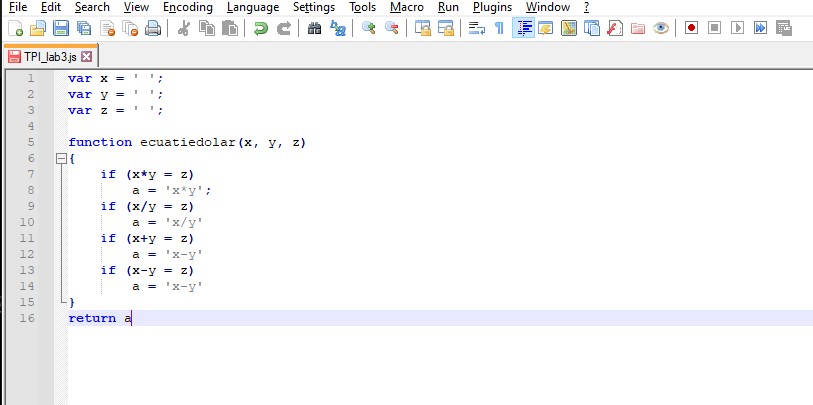 File Edit Search View Encoding Language Settings Tools Macro Run Plugins Window ?
TPI_lab3.js
1 var x = ' ';
2 var y = ' ';
3 var z = ' ';
4
5 function ecuatiedolar(x, y, z)
6 {
7 if (x*y = z)
8 a = 'x*y';
9 if (x/y = z)
10 a = 'x/y'
11 if (x+y = z)
12 a = 'x-y'
13 if (x-y = z)
14 a = 'x-y'
15 }
16 return a